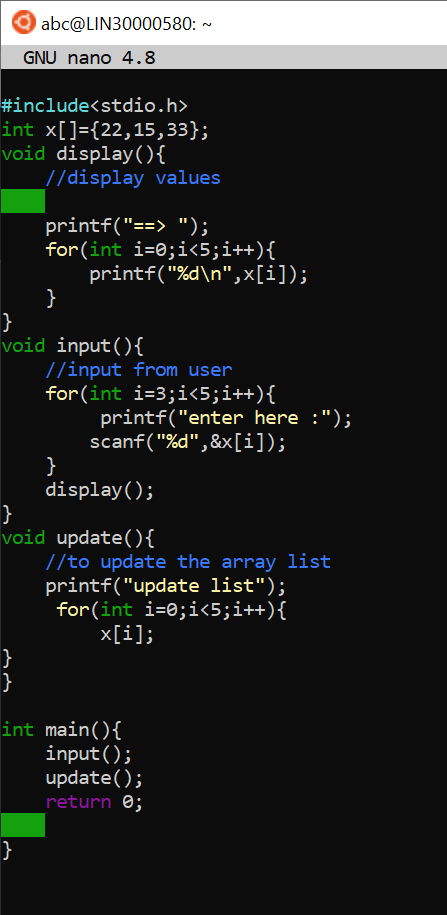 abc@LIN30000580: ~
GNU nano 4.8
#include<stdio.h>
int x[]={22,15,33};
void display(){
    //display values
    printf("==> ");
    for(int i=0;i<5;i++){
        printf("%d\n",x[i]);
    }
}
void input(){
    //input from user
    for(int i=3;i<5;i++){
         printf("enter here :");
        scanf("%d",&x[i]);
    }
    display();
}
void update(){
    //to update the array list
    printf("update list");
     for(int i=0;i<5;i++){
         x[i];
}
}
int main(){
    input();
    update();
    return 0;
}